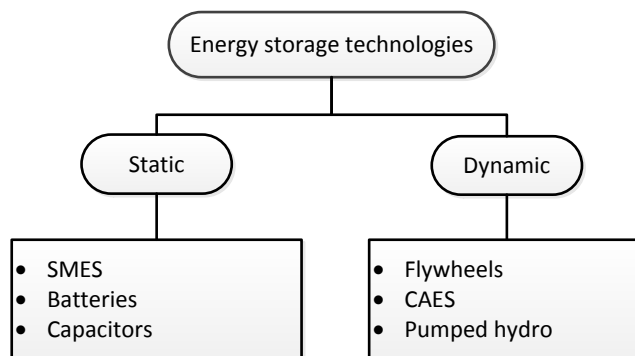 Energy storage technologies
Static
Dynamic
• SMES
• Batteries
• Capacitors
• Flywheels
• CAES
• Pumped hydro